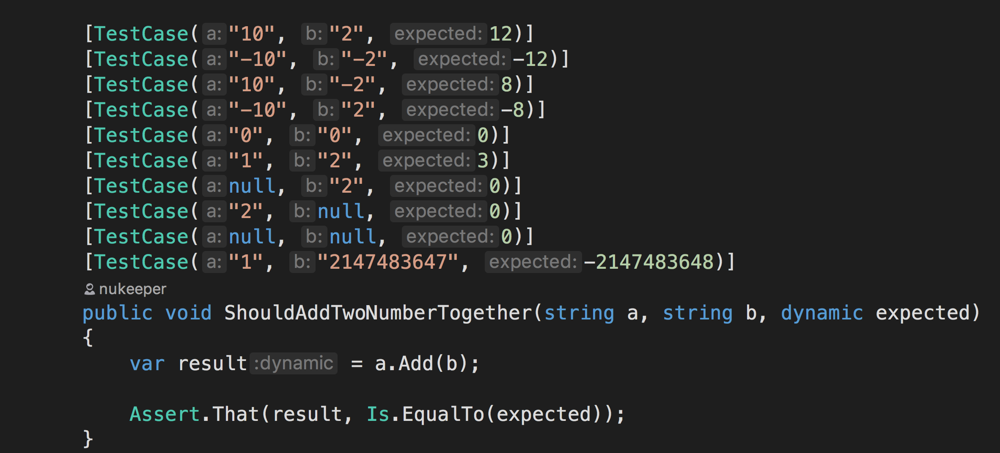 [TestCase(a:"10", b:"2", expected:12)]
[TestCase(a:"-10", b:"-2", expected:-12)]
[TestCase(a:"10", b:"-2", expected:8)]
[TestCase(a:"-10", b:"2", expected:-8)]
[TestCase(a:"0", b:"0", expected:0)]
[TestCase(a:"1", b:"2", expected:3)]
[TestCase(a:null, b:"2", expected:0)]
[TestCase(a:"2", b:null, expected:0)]
[TestCase(a:null, b:null, expected:0)]
[TestCase(a:"1", b:"2147483647", expected:-2147483648)]
nukeeper
public void ShouldAddTwoNumberTogether(string a, string b, dynamic expected)
{
    var result:dynamic = a.Add(b);
    Assert.That(result, Is.EqualTo(expected));
}